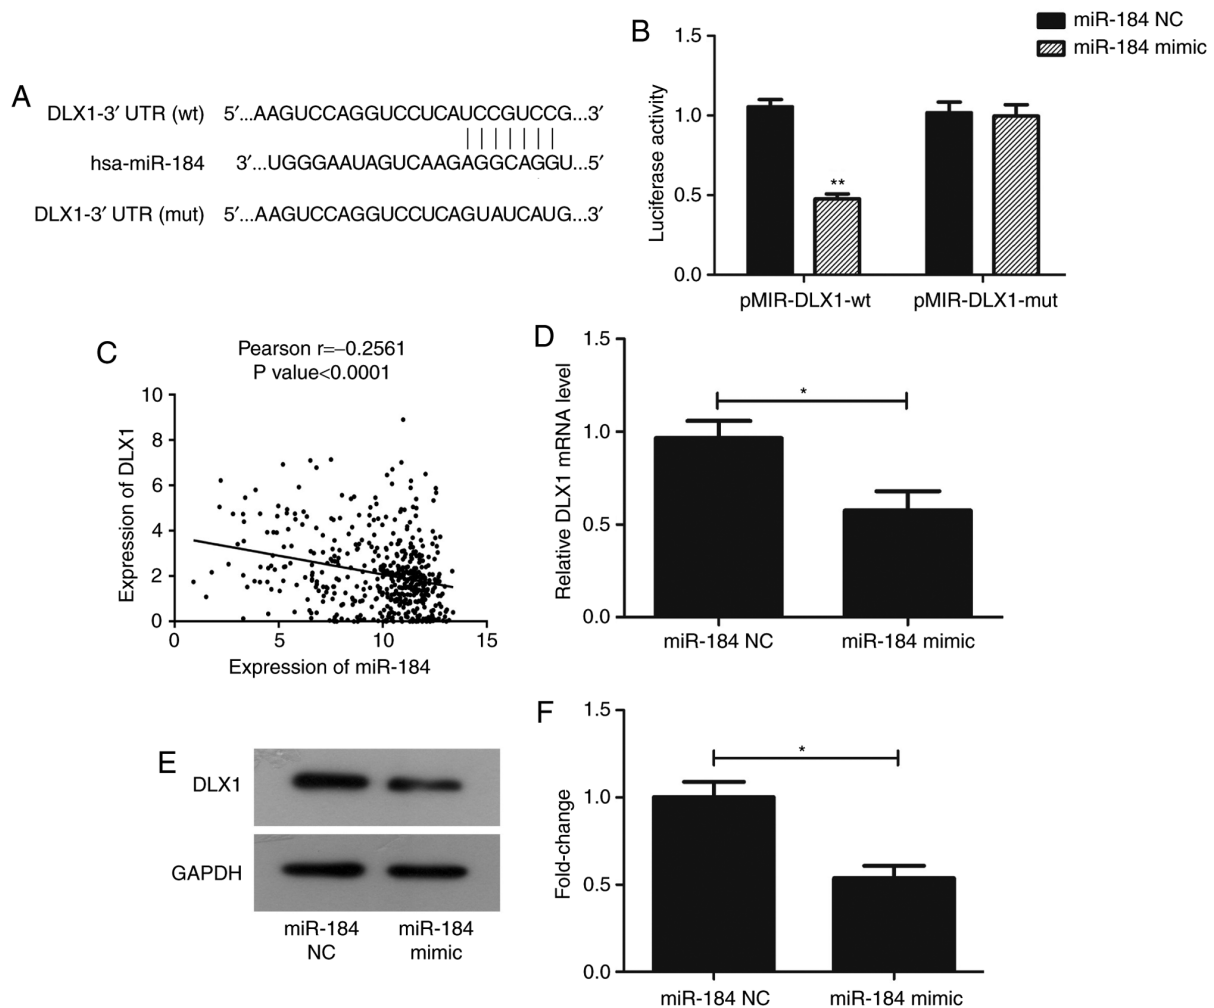 miR-184 NC
miR-184 mimic
A
DLX1-3′ UTR (wt) 5′...AAGUCCAGGUCCUCAUCCGUCCG...3′
hsa-miR-184 3′...UGGGAAUAGUCAAGAGGCAGGU...5′
DLX1-3′ UTR (mut) 5′...AAGUCCAGGUCCUCAGUAUCAUG...3′
B
Luciferase activity
1.5
1.0
0.5
0.0
**
pMIR-DLX1-wt pMIR-DLX1-mut
C
Pearson r=−0.2561
P value<0.0001
Expression of DLX1
10
8
6
4
2
0
0 5 10 15
Expression of miR-184
D
Relative DLX1 mRNA level
1.5
1.0
0.5
0.0
*
miR-184 NC miR-184 mimic
E
DLX1
GAPDH
miR-184 miR-184
NC mimic
F
Fold-change
1.5
1.0
0.5
0.0
*
miR-184 NC miR-184 mimic